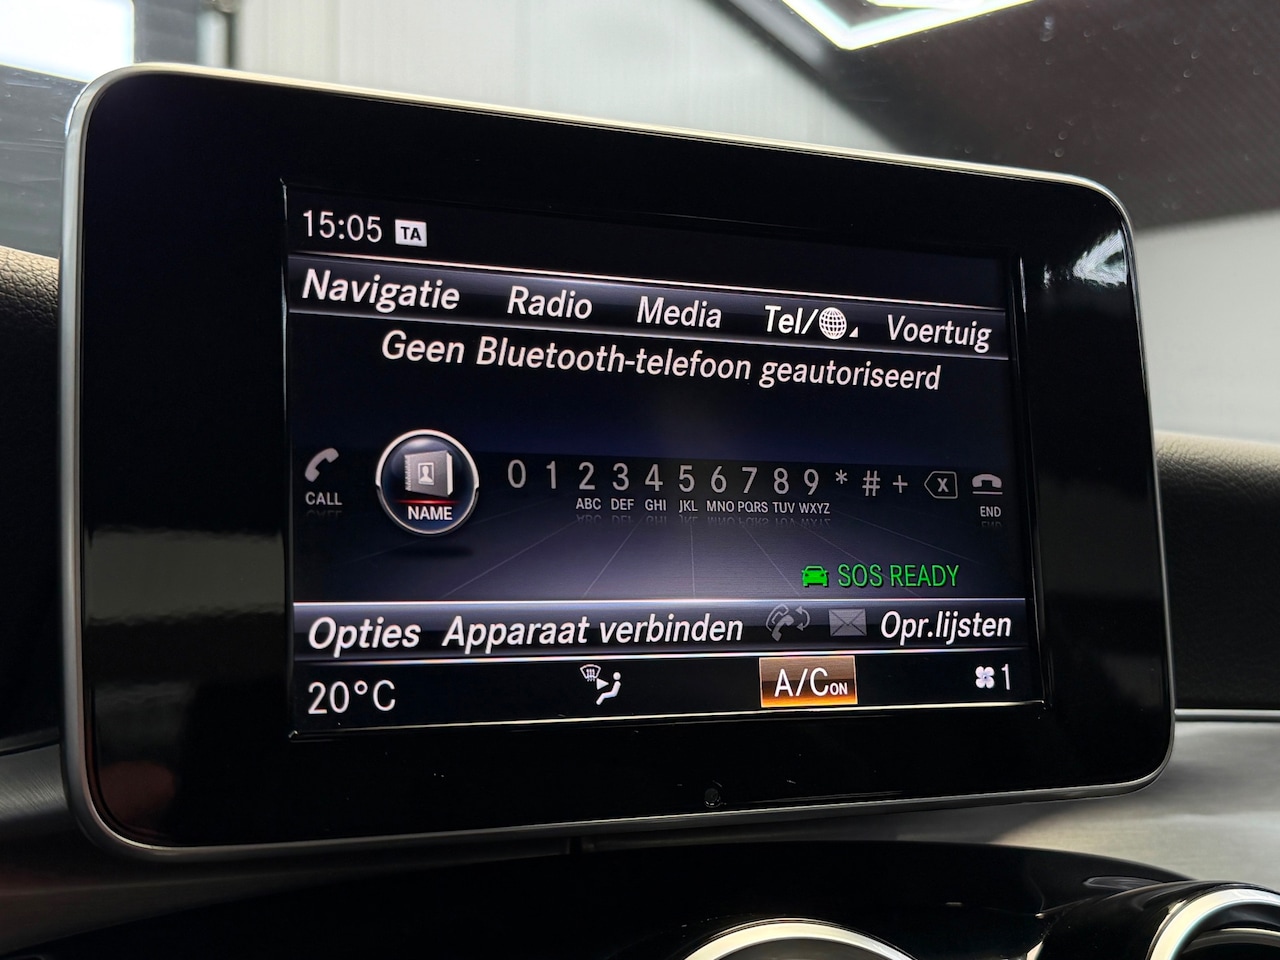 15:05 TA
Navigatie Radio Media Tel/ Voertuig
Geen Bluetooth-telefoon geautoriseerd
0 1 2 3 4 5 6 7 8 9 * # + X
CALL NAME ABC DEF GHI JKL MNO PQRS TUV WXYZ END
SOS READY
Opties Apparaat verbinden Opr.lijsten
20°C A/C ON 1